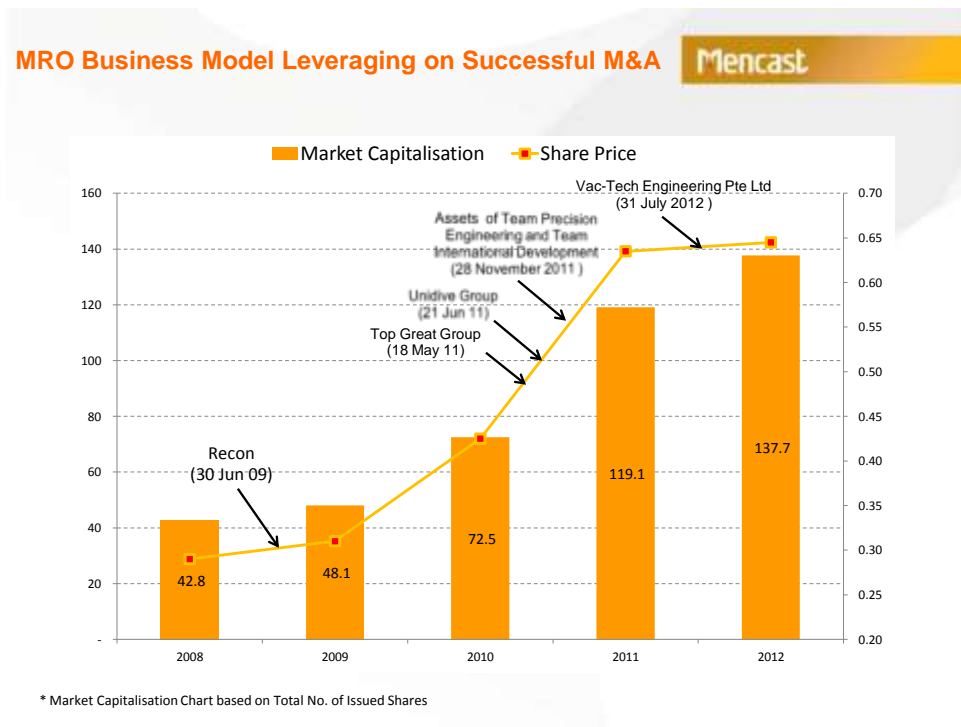 MRO Business Model Leveraging on Successful M&A
Mencast
Market Capitalisation
Share Price
160
140
120
100
80
60
40
20
-
0.70
0.65
0.60
0.55
0.50
0.45
0.40
0.35
0.30
0.25
0.20
Vac-Tech Engineering Pte Ltd
(31 July 2012 )
Assets of Team Precision
Engineering and Team
International Development
(28 November 2011 )
Unidive Group
(21 Jun 11)
Top Great Group
(18 May 11)
Recon
(30 Jun 09)
42.8
48.1
72.5
119.1
137.7
2008
2009
2010
2011
2012
* Market Capitalisation Chart based on Total No. of Issued Shares